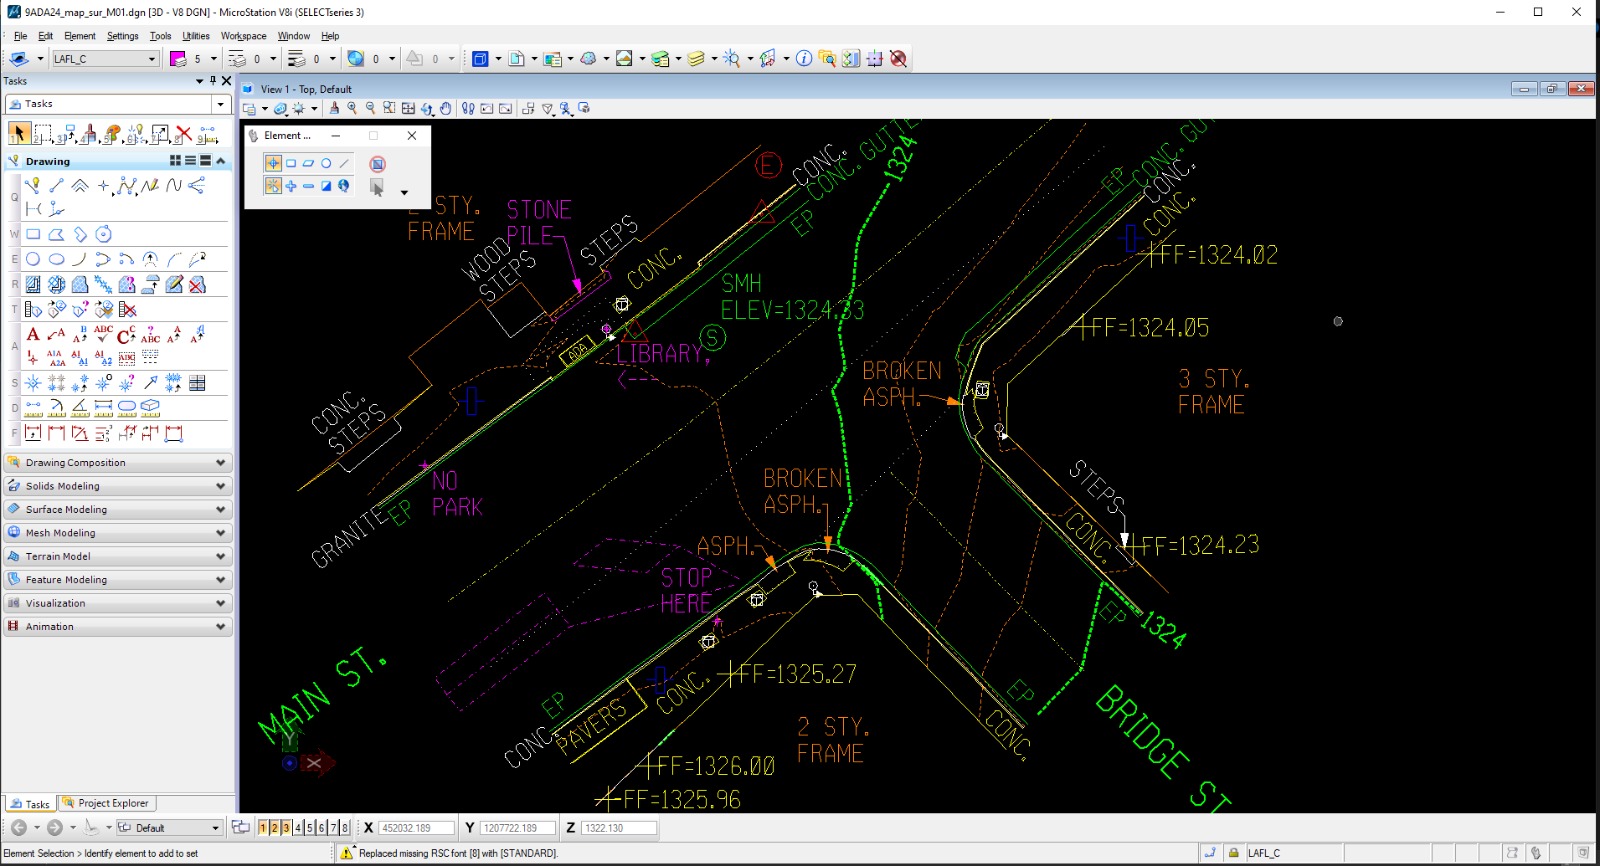 9ADA24_map_sur_M01.dgn [3D - V8 DGN] - MicroStation V8i (SELECTseries 3)
File Edit Element Settings Tools Utilities Workspace Window Help
LAFL_C
5
0
0
0
0
Tasks
Tasks
Drawing
Q
W
E
R
T
A
S
D
F
Drawing Composition
Solids Modeling
Surface Modeling
Mesh Modeling
Terrain Model
Feature Modeling
Visualization
Animation
Tasks
Project Explorer
View 1 - Top, Default
Element ...
2 STY.
FRAME
STONE
PILE
WOOD
STEPS
STEPS
CONC.
CONC.
CONC. GUTTER
EP
E
1324
SMH
ELEV=1324.33
S
ADA
LIBRARY,
CONC.
STEPS
NO
PARK
GRANITE
EP
EP
CONC. GUT
CONC.
CONC.
FF=1324.02
FF=1324.05
BROKEN
ASPH.
3 STY.
FRAME
BROKEN
ASPH.
STEPS
CONC.
FF=1324.23
ASPH.
STOP
HERE
EP
1324
MAIN ST.
EP
CONC.
PAVERS
CONC.
FF=1325.27
2 STY.
FRAME
EP
CONC.
BRIDGE ST
FF=1326.00
FF=1325.96
Y
X
Default
1 2 3 4 5 6 7 8
X 452032.189
Y 1207722.189
Z 1322.130
Element Selection > Identify element to add to set
Replaced missing RSC font [8] with [STANDARD].
LAFL_C